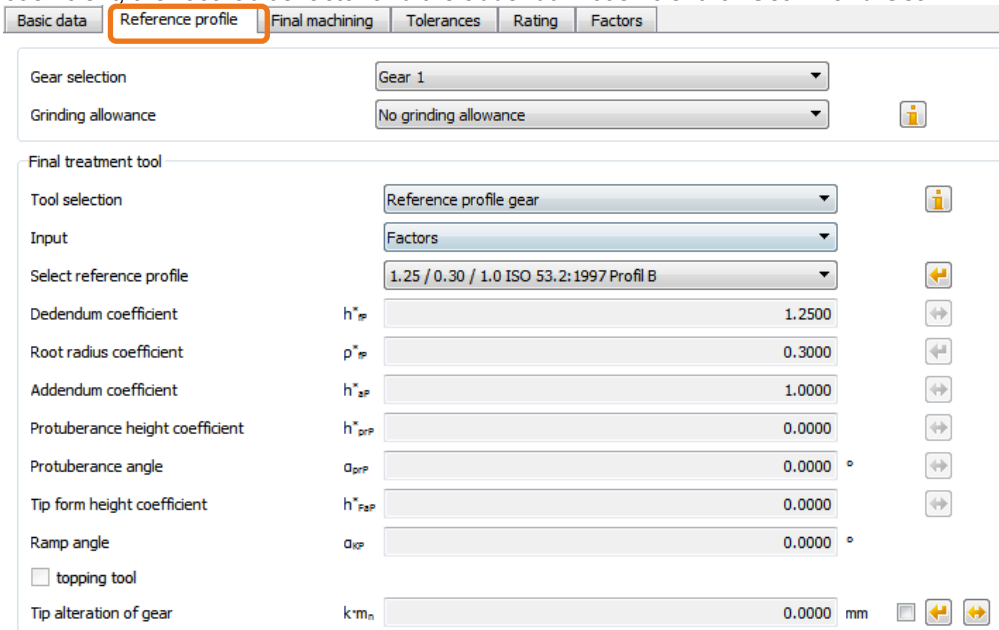 Basic data Reference profile Final machining Tolerances Rating Factors
Gear selection Gear 1
Grinding allowance No grinding allowance
Final treatment tool
Tool selection Reference profile gear
Input Factors
Select reference profile 1.25 / 0.30 / 1.0 ISO 53.2:1997 Profil B
Dedendum coefficient h*fP 1.2500
Root radius coefficient ρ*fP 0.3000
Addendum coefficient h*aP 1.0000
Protuberance height coefficient h*prP 0.0000
Protuberance angle αprP 0.0000 °
Tip form height coefficient h*FaP 0.0000
Ramp angle αKP 0.0000 °
topping tool
Tip alteration of gear k*mn 0.0000 mm